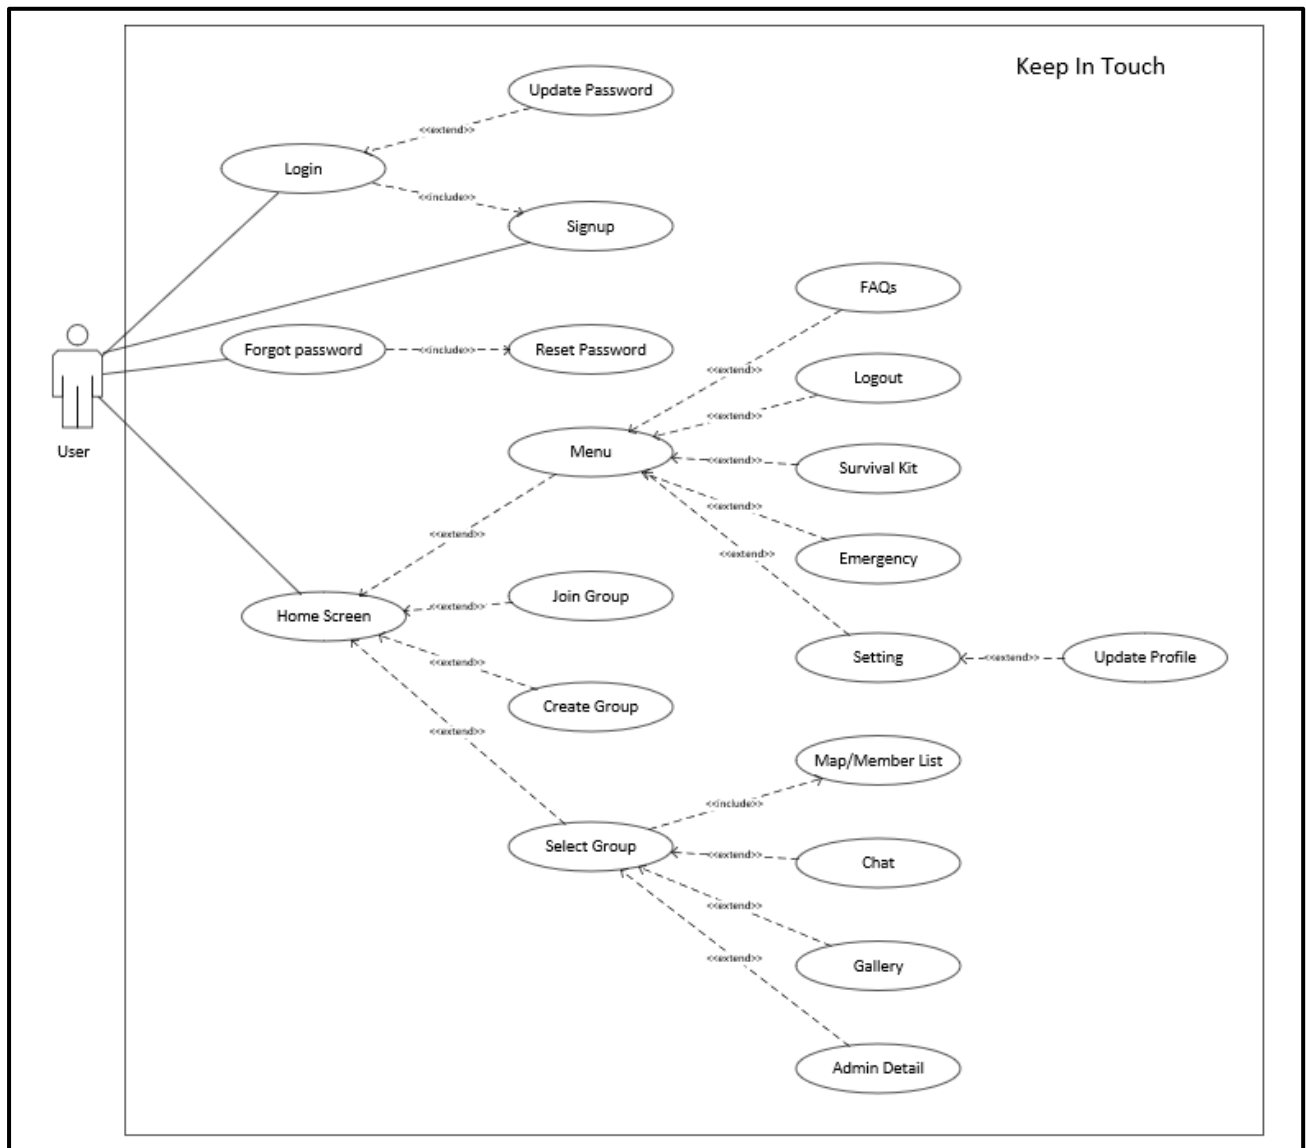 Keep In Touch
Update Password
<<extend>>
Login
<<include>>
Signup
FAQs
Forgot password
<<include>>
Reset Password
<<extend>>
Logout
<<extend>>
User
Menu
<<extend>>
Survival Kit
<<extend>>
<<extend>>
<<extend>>
Emergency
Home Screen
<<extend>>
Join Group
<<extend>>
Setting
<<extend>>
Update Profile
Create Group
<<extend>>
Map/Member List
<<include>>
Select Group
<<extend>>
Chat
<<extend>>
Gallery
<<extend>>
Admin Detail